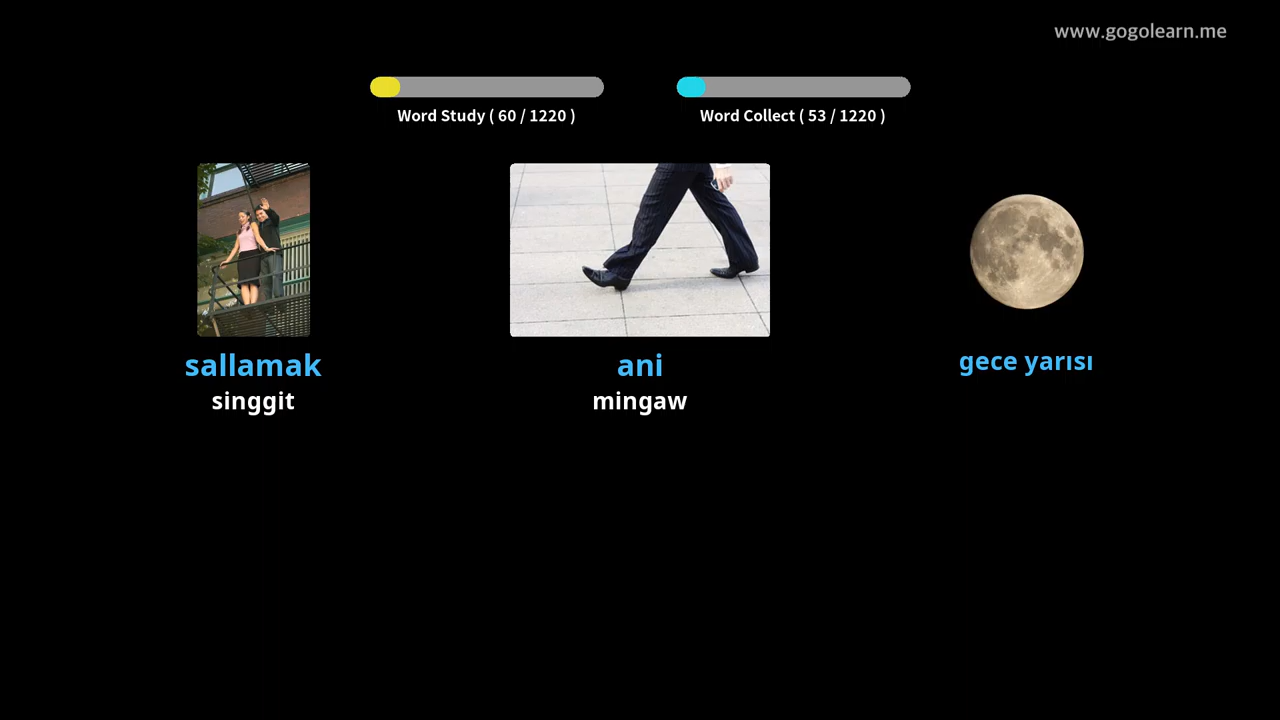 www.gogolearn.me
Word Study ( 60 / 1220 )
Word Collect ( 53 / 1220 )
sallamak
singgit
ani
mingaw
gece yarısı